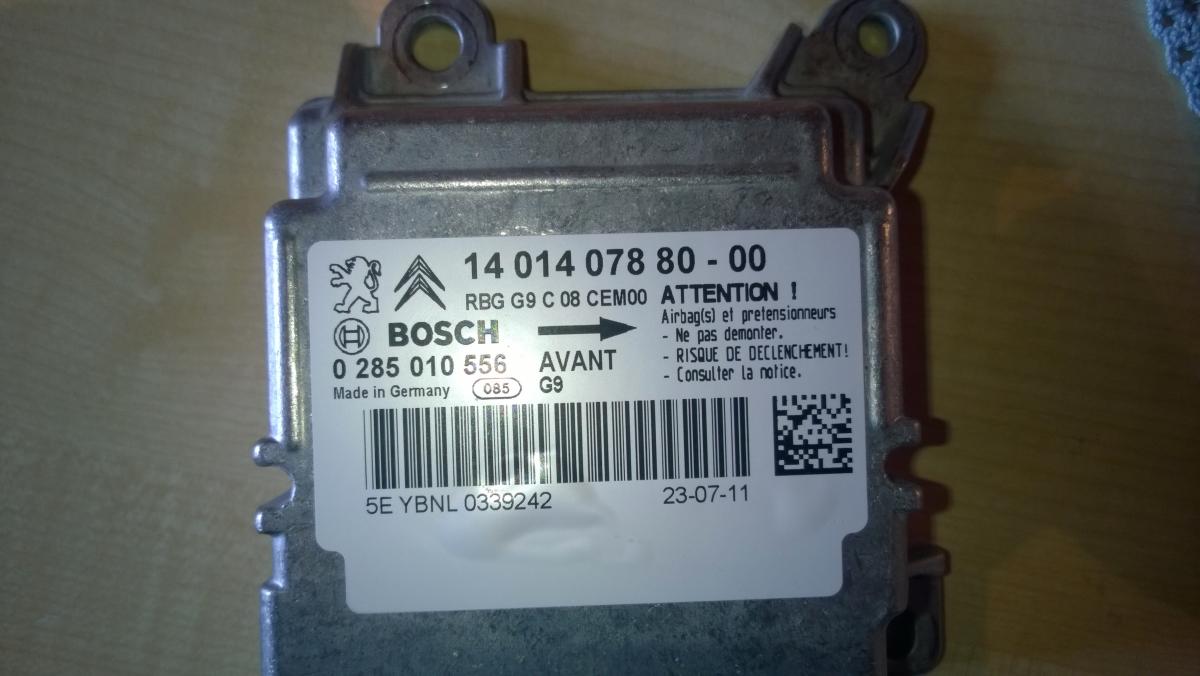 14 014 078 80 - 00
RBG G9 C 08 CEM00
BOSCH
0 285 010 556
Made in Germany
085
AVANT
G9
ATTENTION !
Airbag(s) et pretensionneurs
- Ne pas demonter.
- RISQUE DE DECLENCHEMENT!
- Consulter la notice.
5E YBNL 0339242
23-07-11